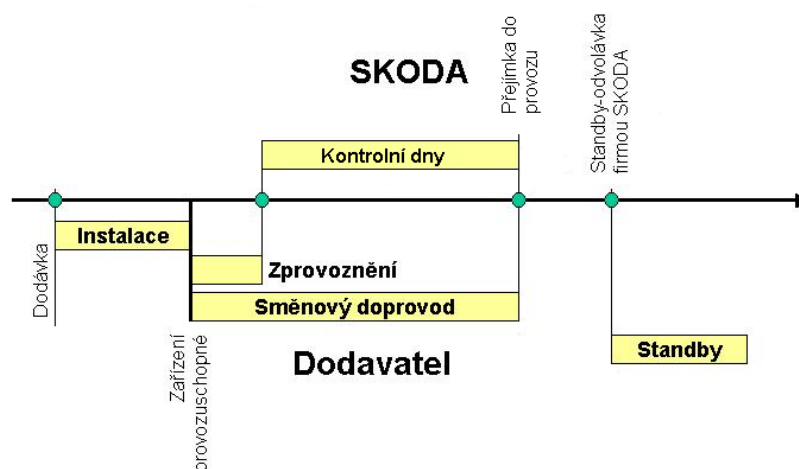 SKODA
Přejímka do
provozu
Standby-odvolávka
firmou SKODA
Kontrolní dny
Dodávka
Instalace
Zprovoznění
Směnový doprovod
Zařízení
provozuschopné
Dodavatel
Standby